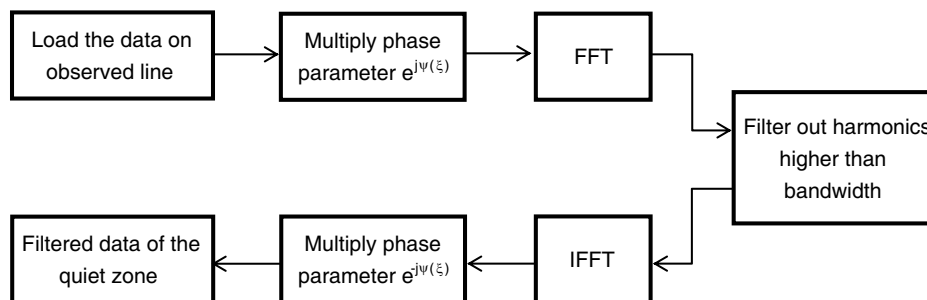 Load the data on
observed line
Multiply phase
parameter e^jψ(ξ)
FFT
Filter out harmonics
higher than
bandwidth
IFFT
Multiply phase
parameter e^-jψ(ξ)
Filtered data of the
quiet zone